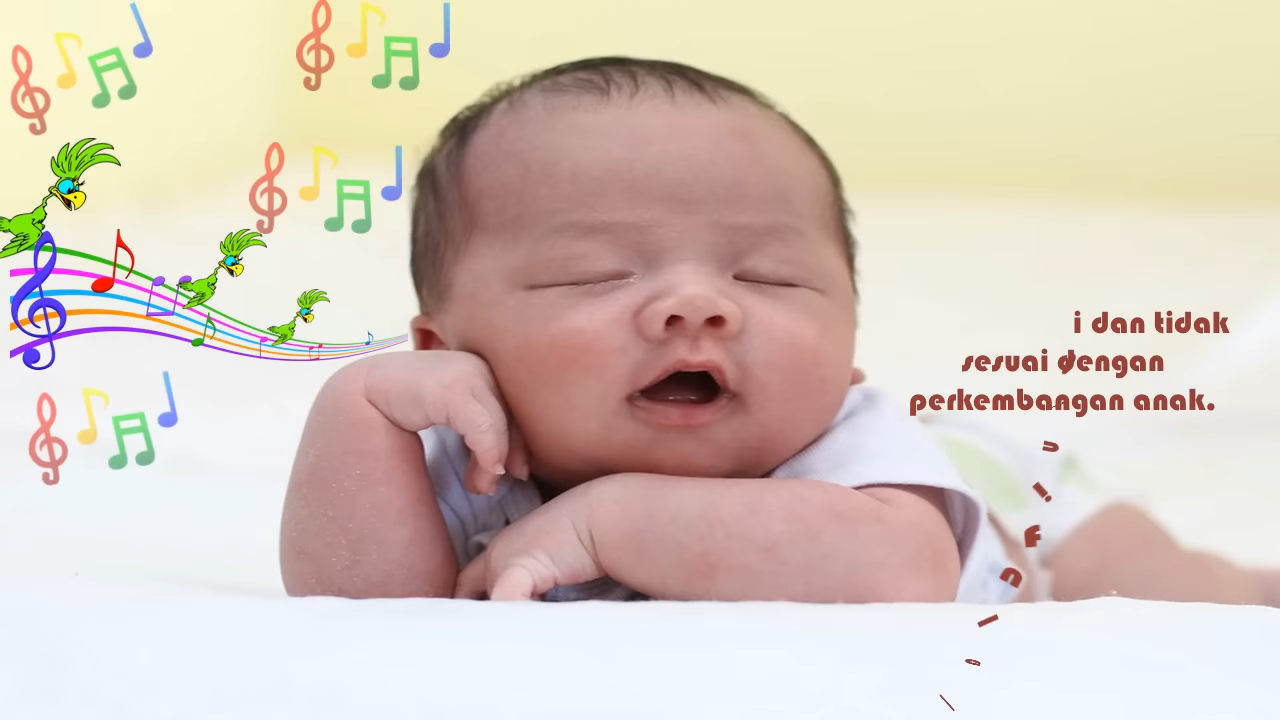 i dan tidak
sesuai dengan
perkembangan anak.